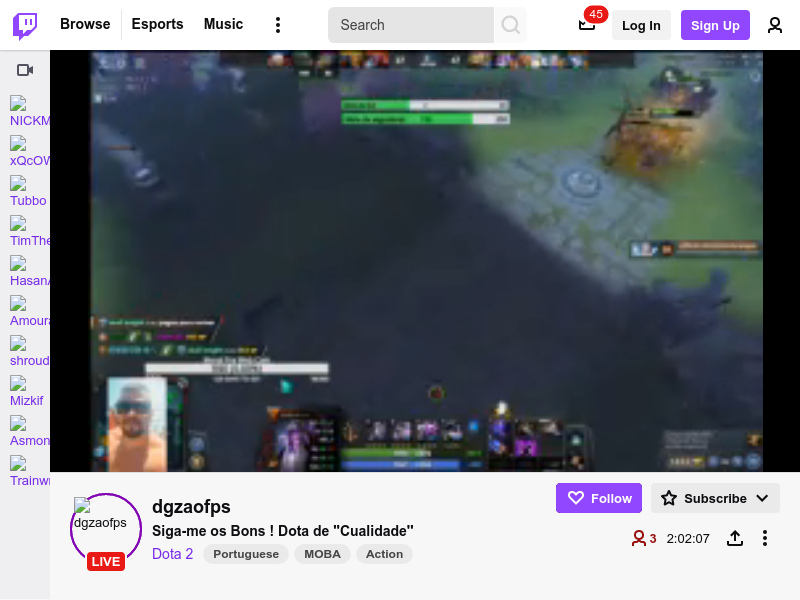 Browse
Esports
Music
Search
45
Log In
Sign Up
NICKM
xQcOW
Tubbo
TimThe
HasanA
Amoura
shroud
Mizkif
Asmon
Trainw
dgzaofps
LIVE
dgzaofps
Siga-me os Bons ! Dota de "Cualidade"
Dota 2
Portuguese
MOBA
Action
Follow
Subscribe
3
2:02:07